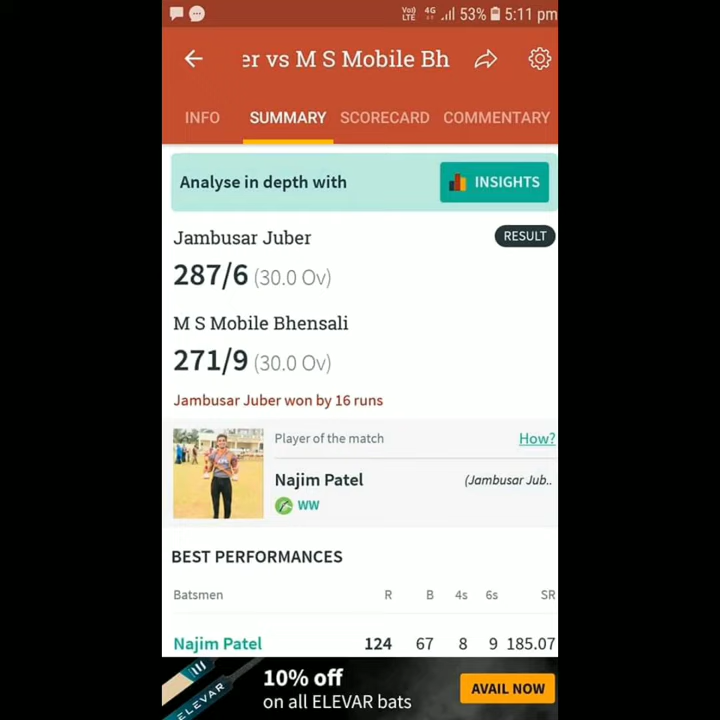 Vo)) LTE 4G 53% 5:11 pm
er vs M S Mobile Bh
INFO SUMMARY SCORECARD COMMENTARY
Analyse in depth with INSIGHTS
Jambusar Juber RESULT
287/6 (30.0 Ov)
M S Mobile Bhensali
271/9 (30.0 Ov)
Jambusar Juber won by 16 runs
Player of the match How?
Najim Patel (Jambusar Jub..
WW
BEST PERFORMANCES
Batsmen R B 4s 6s SR
Najim Patel 124 67 8 9 185.07
10% off
on all ELEVAR bats
AVAIL NOW
ELEVAR